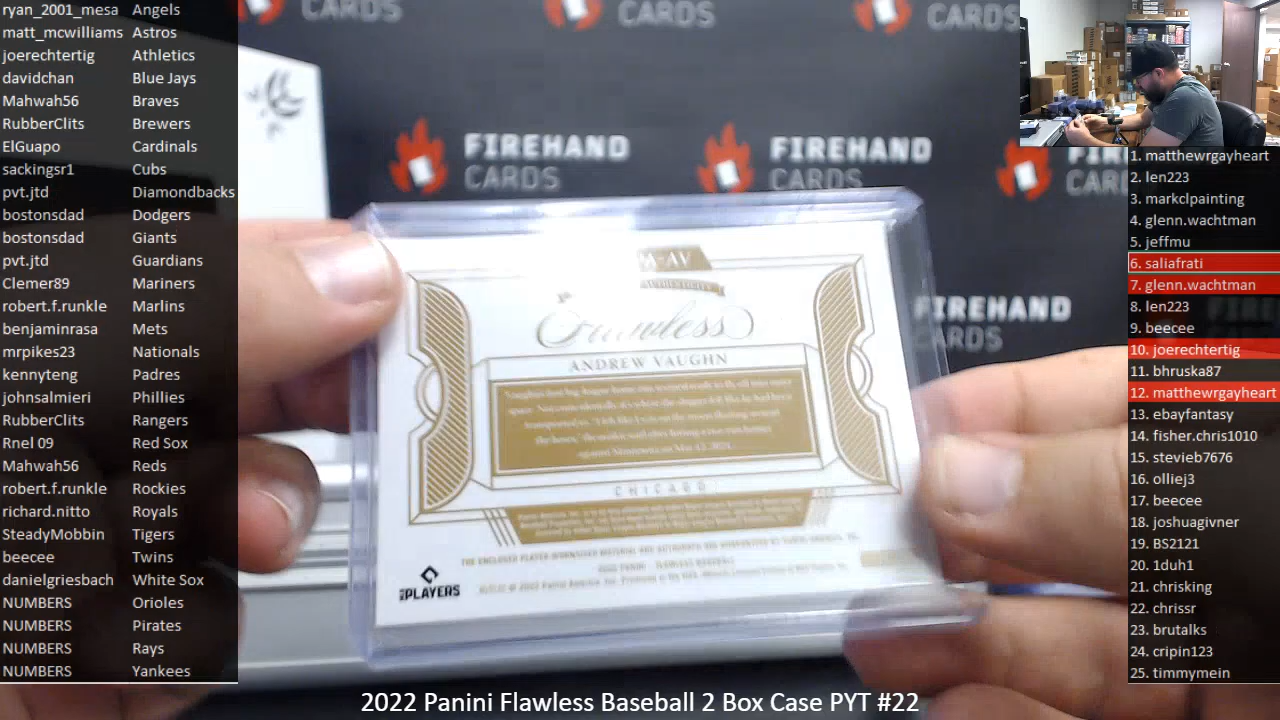 ryan_2001_mesa Angels
matt_mcwilliams Astros
joerechtertig Athletics
davidchan Blue Jays
Mahwah56 Braves
RubberClits Brewers
ElGuapo Cardinals
sackingsr1 Cubs
pvt.jtd Diamondbacks
bostonsdad Dodgers
bostonsdad Giants
pvt.jtd Guardians
Clemer89 Mariners
robert.f.runkle Marlins
benjaminrasa Mets
mrpikes23 Nationals
kennyteng Padres
johnsalmieri Phillies
RubberClits Rangers
Rnel 09 Red Sox
Mahwah56 Reds
robert.f.runkle Rockies
richard.nitto Royals
SteadyMobbin Tigers
beecee Twins
danielgriesbach White Sox
NUMBERS Orioles
NUMBERS Pirates
NUMBERS Rays
NUMBERS Yankees
CARDS
CARDS
CARDS
FIREHAND
CARDS
FIREHAND
CARDS
FIREHAND
CARDS
A-AV
AUTHENTICITY
Flawless
ANDREW VAUGHN
CHICAGO
PLAYERS
1. matthewrgayheart
2. len223
3. markclpainting
4. glenn.wachtman
5. jeffmu
6. saliafrati
7. glenn.wachtman
8. len223
9. beecee
10. joerechtertig
11. bhruska87
12. matthewrgayheart
13. ebayfantasy
14. fisher.chris1010
15. stevieb7676
16. olliej3
17. beecee
18. joshuagivner
19. BS2121
20. 1duh1
21. chrisking
22. chrissr
23. brutalks
24. cripin123
25. timmymein
2022 Panini Flawless Baseball 2 Box Case PYT #22